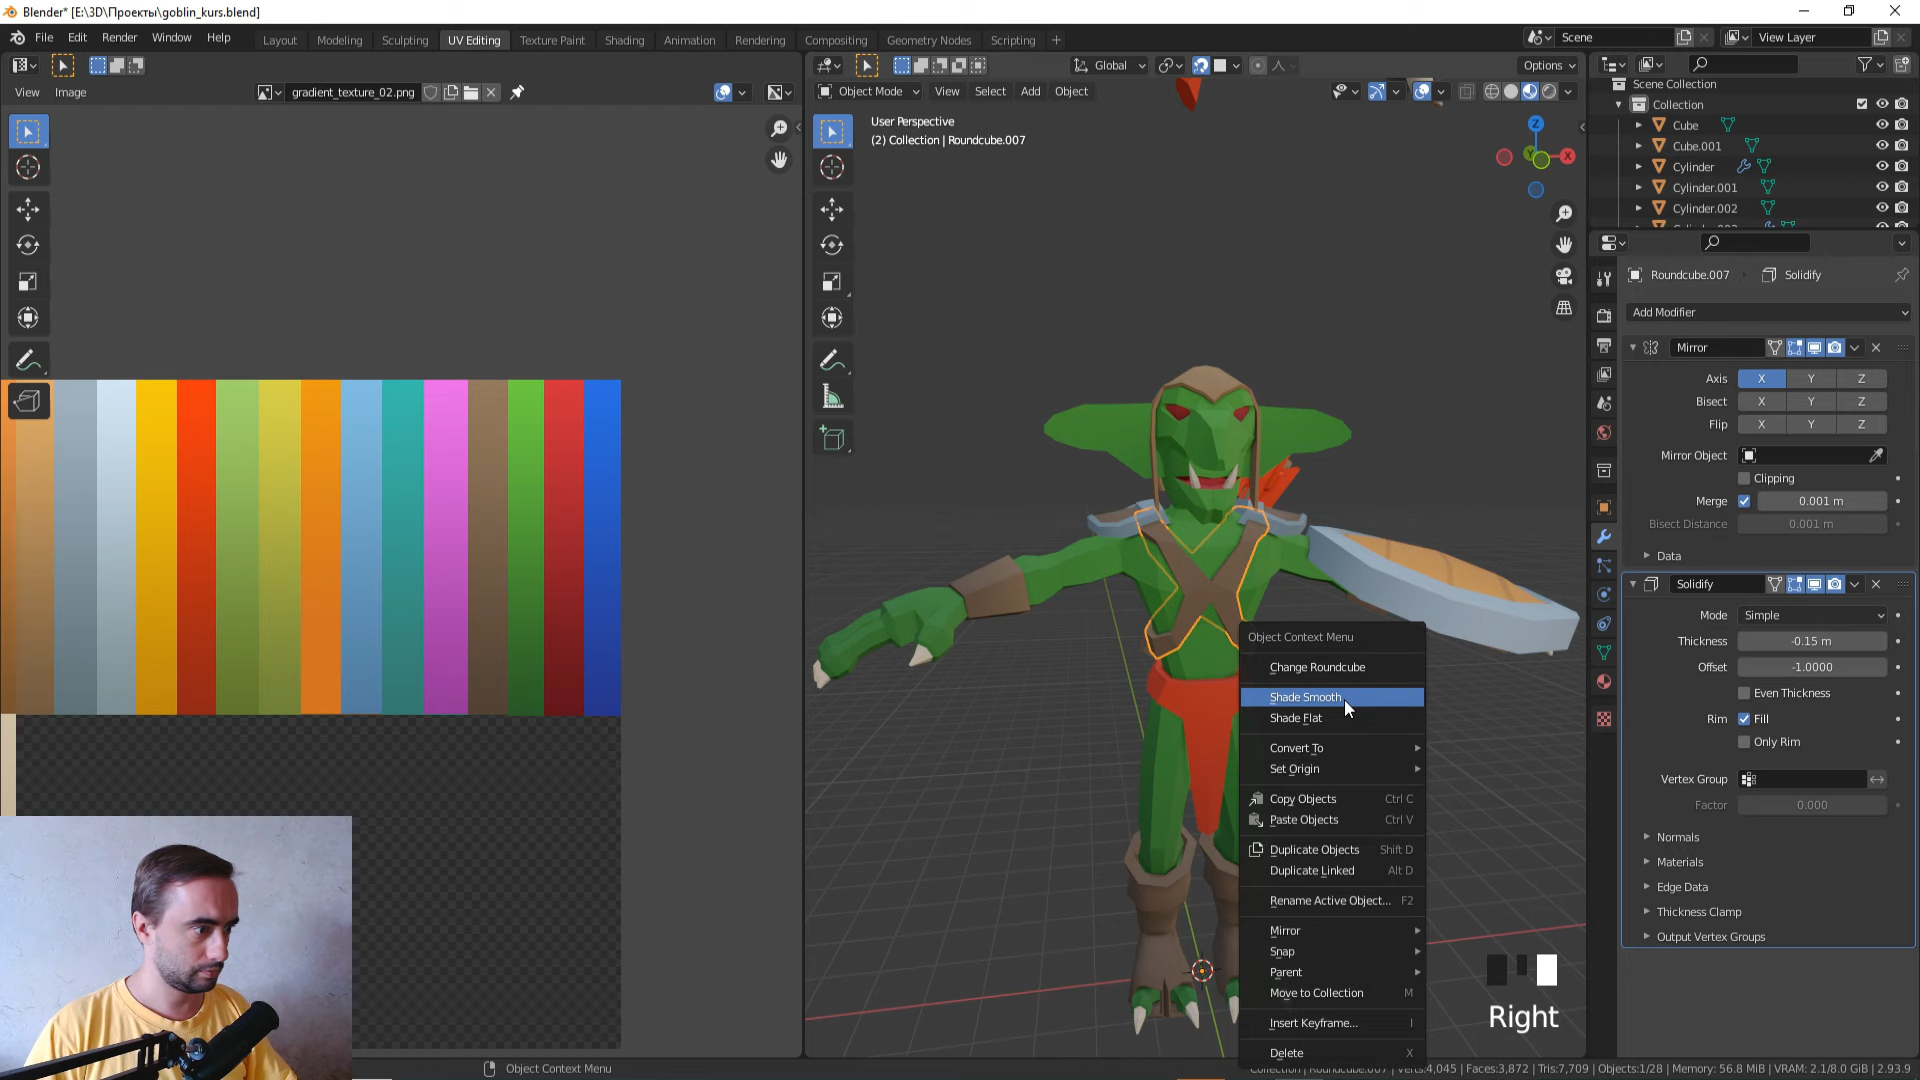 Blender* [E:\3D\Проекты\goblin_kurs.blend]
File Edit Render Window Help
Layout Modeling Sculpting UV Editing Texture Paint Shading Animation Rendering Compositing Geometry Nodes Scripting +
Scene
View Layer
Global
Options
View Image
gradient_texture_02.png
Object Mode View Select Add Object
User Perspective
(2) Collection | Roundcube.007
Z
X
Y
Scene Collection
Collection
Cube
Cube.001
Cylinder
Cylinder.001
Cylinder.002
Roundcube.007
Solidify
Add Modifier
Mirror
Axis X Y Z
Bisect X Y Z
Flip X Y Z
Mirror Object
Clipping
Merge 0.001 m
Bisect Distance 0.001 m
Data
Solidify
Mode Simple
Thickness -0.15 m
Offset -1.0000
Even Thickness
Rim Fill
Only Rim
Vertex Group
Factor 0.000
Normals
Materials
Edge Data
Thickness Clamp
Output Vertex Groups
Object Context Menu
Change Roundcube
Shade Smooth
Shade Flat
Convert To
Set Origin
Copy Objects Ctrl C
Paste Objects Ctrl V
Duplicate Objects Shift D
Duplicate Linked Alt D
Rename Active Object... F2
Mirror
Snap
Parent
Move to Collection M
Insert Keyframe... I
Delete X
Right
Object Context Menu
Collection | Roundcube.007 | Verts:4,045 | Faces:3,872 | Tris:7,709 | Objects:1/28 | Memory: 56.8 MiB | VRAM: 2.1/8.0 GiB | 2.93.9